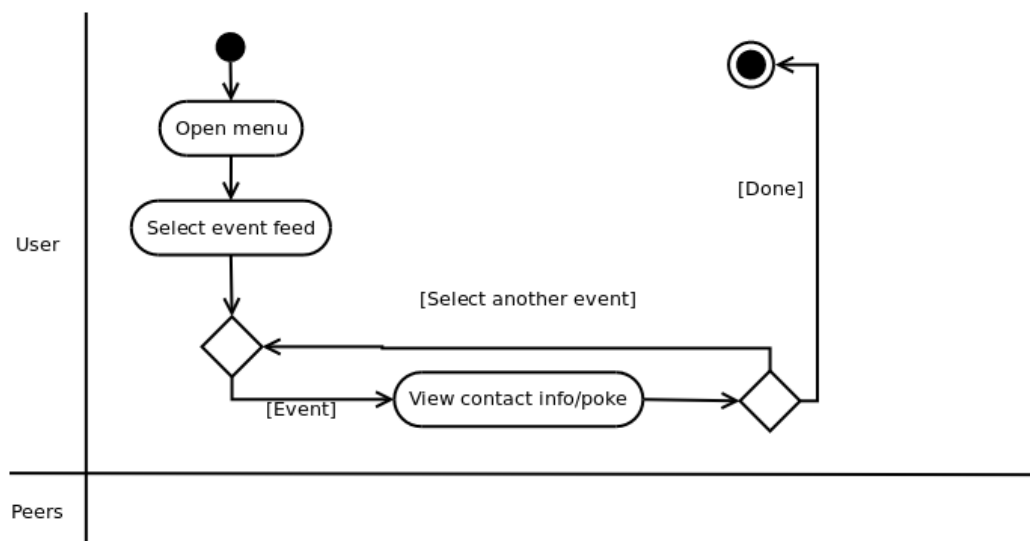 Open menu
[Done]
Select event feed
User
[Select another event]
View contact info/poke
[Event]
Peers